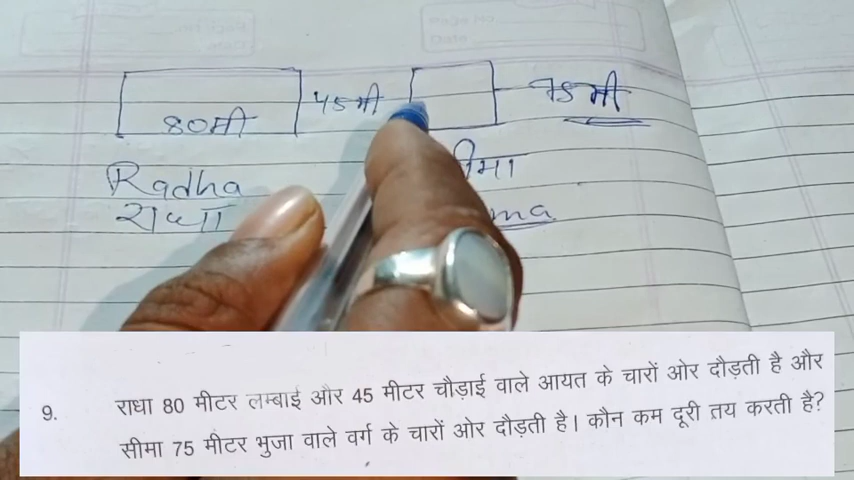 80मी 45मी 75मी
Radha
राधा
9. राधा 80 मीटर लम्बाई और 45 मीटर चौड़ाई वाले आयत के चारों ओर दौड़ती है और
सीमा 75 मीटर भुजा वाले वर्ग के चारों ओर दौड़ती है। कौन कम दूरी तय करती है?